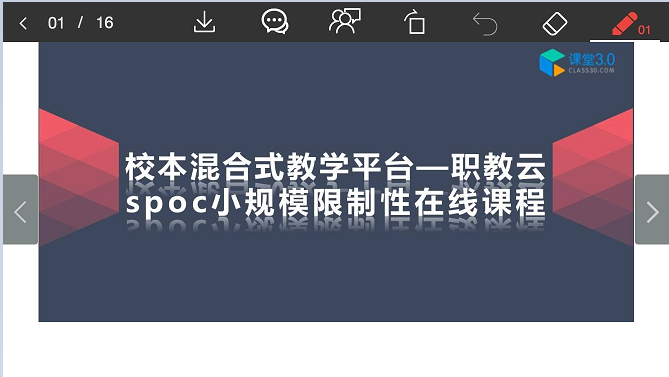 01 / 16
01
课堂3.0
CLASS30.COM
校本混合式教学平台—职教云
spoc小规模限制性在线课程